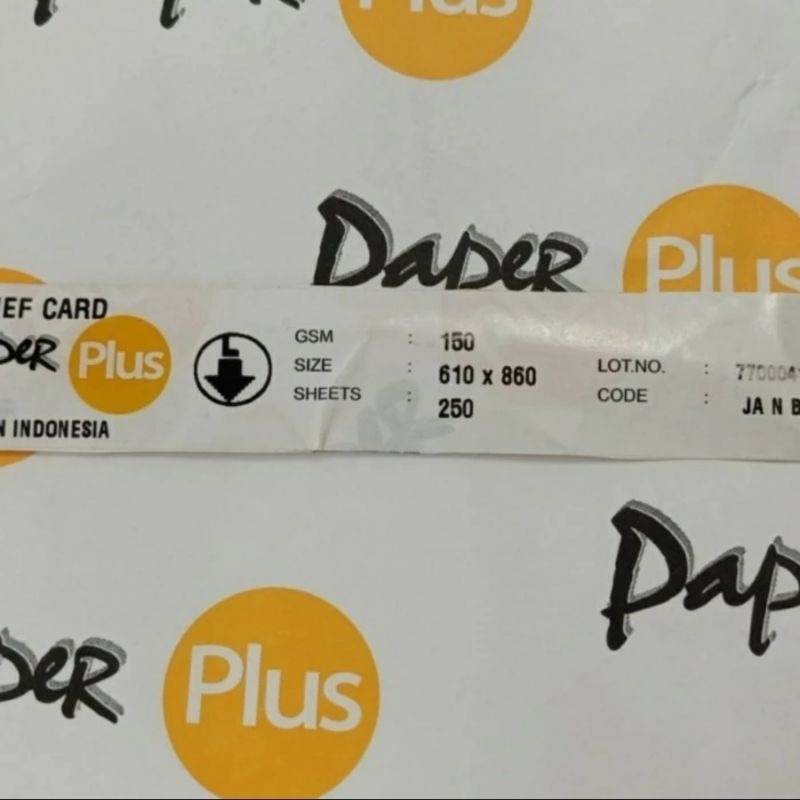 Plus
Paper Plus
EF CARD
per Plus
N INDONESIA
GSM : 150
SIZE : 610 x 860
SHEETS : 250
LOT.NO. :
CODE : JA N B
Pap
per Plus